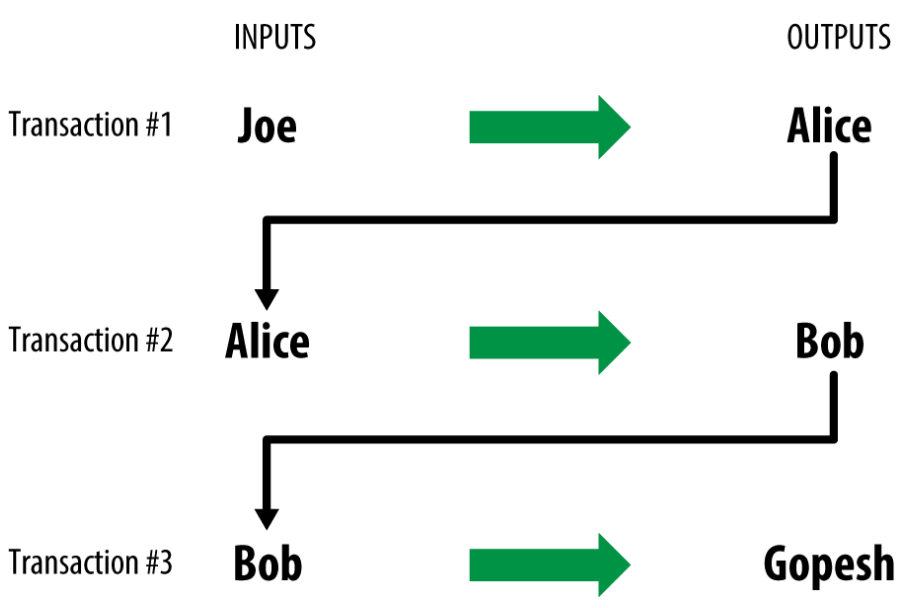 INPUTS OUTPUTS
Transaction #1 Joe Alice
Transaction #2 Alice Bob
Transaction #3 Bob Gopesh